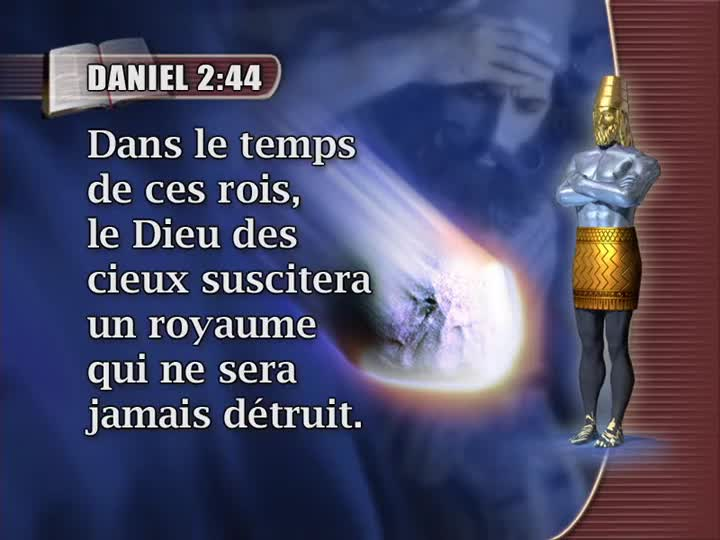 DANIEL 2:44
Dans le temps
de ces rois,
le Dieu des
cieux suscitera
un royaume
qui ne sera
jamais détruit.